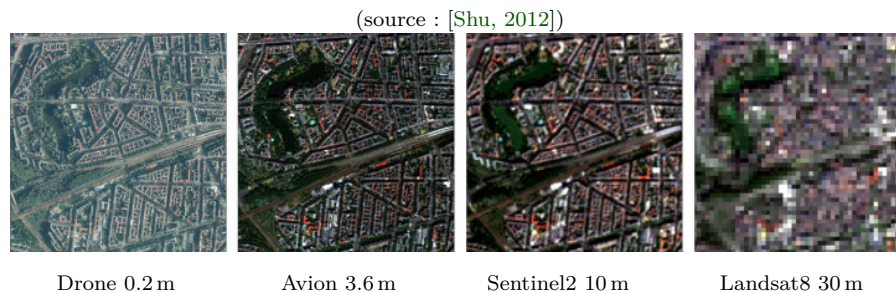 (source : [Shu, 2012])
Drone 0.2 m
Avion 3.6 m
Sentinel2 10 m
Landsat8 30 m